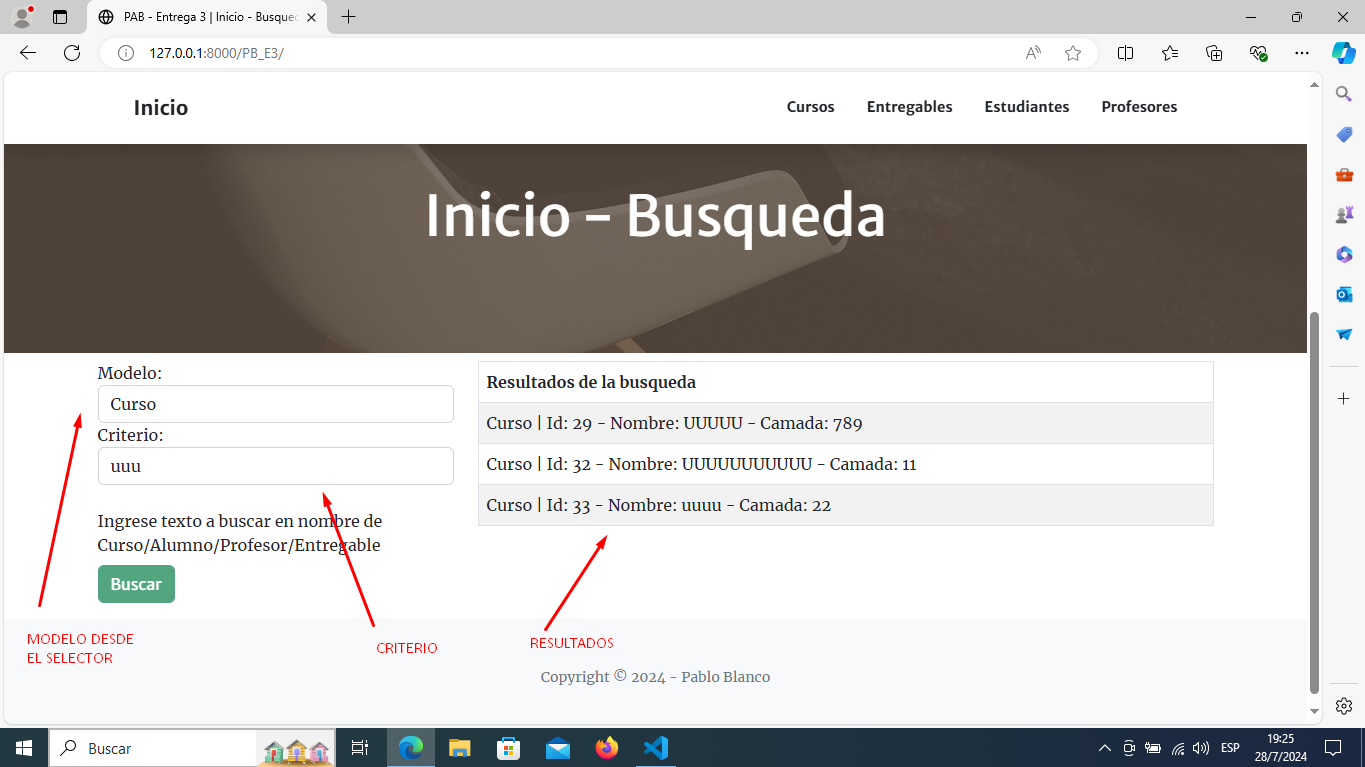 PAB - Entrega 3 | Inicio - Busque
127.0.0.1:8000/PB_E3/
Inicio
Cursos
Entregables
Estudiantes
Profesores
Inicio - Busqueda
Modelo:
Curso
Criterio:
uuu
Ingrese texto a buscar en nombre de
Curso/Alumno/Profesor/Entregable
Buscar
Resultados de la busqueda
Curso | Id: 29 - Nombre: UUUUU - Camada: 789
Curso | Id: 32 - Nombre: UUUUUUUUUUU - Camada: 11
Curso | Id: 33 - Nombre: uuuu - Camada: 22
MODELO DESDE
EL SELECTOR
CRITERIO
RESULTADOS
Copyright © 2024 - Pablo Blanco
Buscar
ESP
19:25
28/7/2024